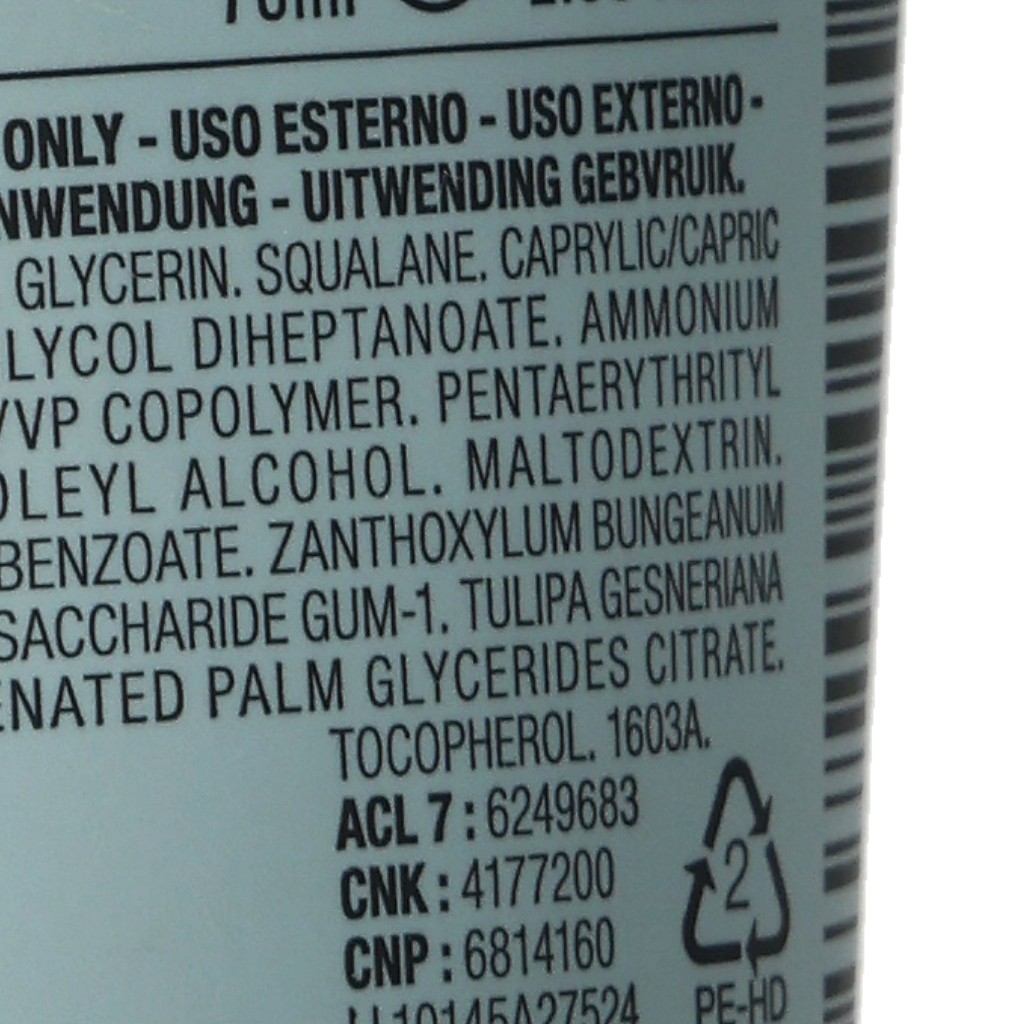 70ml
ONLY - USO ESTERNO - USO EXTERNO -
NWENDUNG - UITWENDING GEBVRUIK.
GLYCERIN. SQUALANE. CAPRYLIC/CAPRIC
LYCOL DIHEPTANOATE. AMMONIUM
/VP COPOLYMER. PENTAERYTHRITYL
OLEYL ALCOHOL. MALTODEXTRIN.
BENZOATE. ZANTHOXYLUM BUNGEANUM
SACCHARIDE GUM-1. TULIPA GESNERIANA
ENATED PALM GLYCERIDES CITRATE.
TOCOPHEROL. 1603A.
ACL 7 : 6249683
CNK : 4177200
CNP : 6814160
2
PE-HD